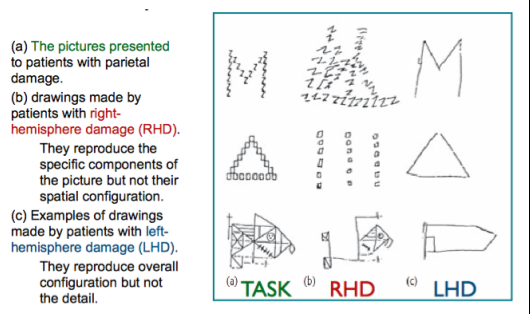 (a) The pictures presented
to patients with parietal
damage.
(b) drawings made by
patients with right-
hemisphere damage (RHD).
They reproduce the
specific components of
the picture but not their
spatial configuration.
(c) Examples of drawings
made by patients with left-
hemisphere damage (LHD).
They reproduce overall
configuration but not
the detail.
(a) TASK (b) RHD (c) LHD